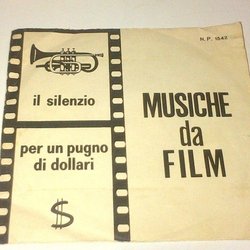 N.P. 1542
il silenzio
per un pugno
di dollari
$
MUSICHE
da
FILM